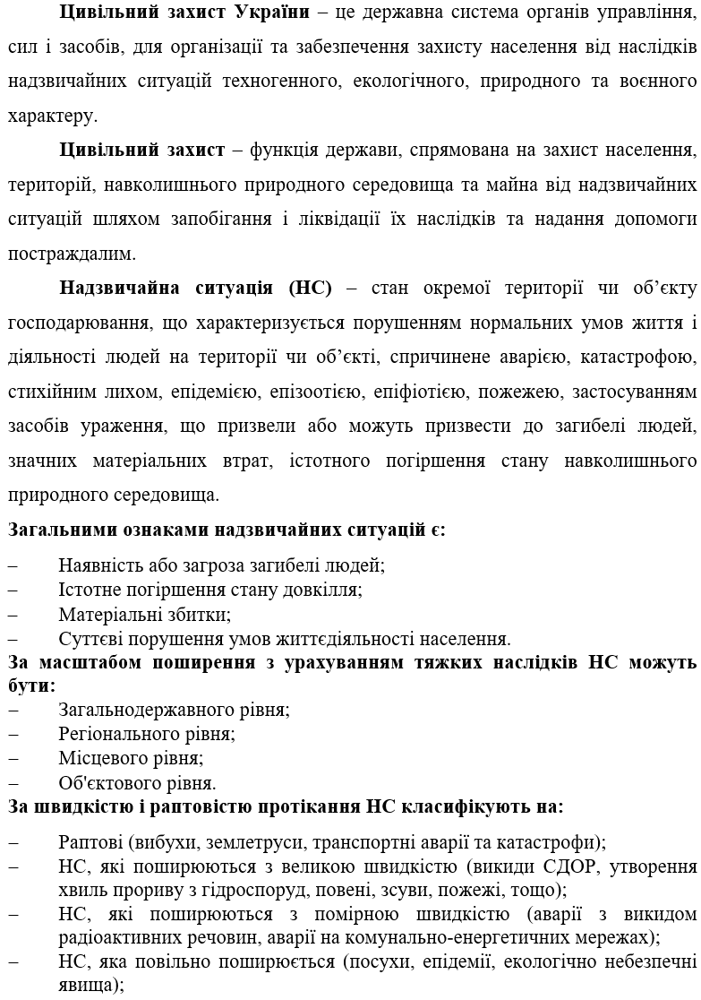 Цивільний захист України – це державна система органів управління,
сил і засобів, для організації та забезпечення захисту населення від наслідків
надзвичайних ситуацій техногенного, екологічного, природного та воєнного
характеру.
Цивільний захист – функція держави, спрямована на захист населення,
територій, навколишнього природного середовища та майна від надзвичайних
ситуацій шляхом запобігання і ліквідації їх наслідків та надання допомоги
постраждалим.
Надзвичайна ситуація (НС) – стан окремої території чи об’єкту
господарювання, що характеризується порушенням нормальних умов життя і
діяльності людей на території чи об’єкті, спричинене аварією, катастрофою,
стихійним лихом, епідемією, епізоотією, епіфіотією, пожежею, застосуванням
засобів ураження, що призвели або можуть призвести до загибелі людей,
значних матеріальних втрат, істотного погіршення стану навколишнього
природного середовища.
Загальними ознаками надзвичайних ситуацій є:
– Наявність або загроза загибелі людей;
– Істотне погіршення стану довкілля;
– Матеріальні збитки;
– Суттєві порушення умов життєдіяльності населення.
За масштабом поширення з урахуванням тяжких наслідків НС можуть
бути:
– Загальнодержавного рівня;
– Регіонального рівня;
– Місцевого рівня;
– Об'єктового рівня.
За швидкістю і раптовістю протікання НС класифікують на:
– Раптові (вибухи, землетруси, транспортні аварії та катастрофи);
– НС, які поширюються з великою швидкістю (викиди СДОР, утворення
хвиль прориву з гідроспоруд, повені, зсуви, пожежі, тощо);
– НС, які поширюються з помірною швидкістю (аварії з викидом
радіоактивних речовин, аварії на комунально-енергетичних мережах);
– НС, яка повільно поширюється (посухи, епідемії, екологічно небезпечні
явища);